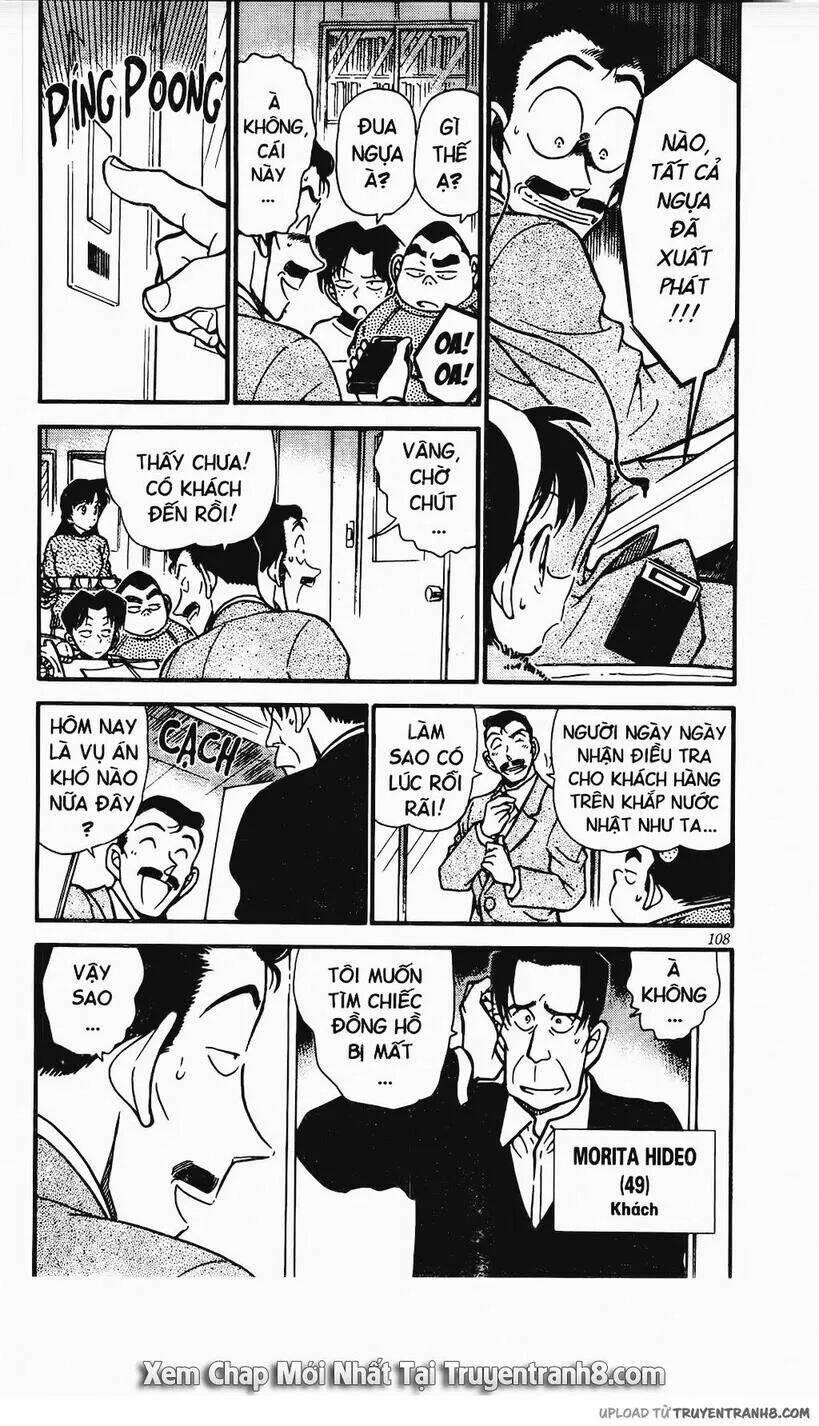 NÀO,
TẤT CẢ
NGỰA
ĐÃ
XUẤT
PHÁT
!!!
GÌ
THẾ
Ạ?
ĐUA
NGỰA
À?
À
KHÔNG,
CÁI
NÀY
...
OA!
OA!
PÍNG POONG
VÂNG,
CHỜ
CHÚT
...
THẤY CHƯA!
CÓ KHÁCH
ĐẾN RỒI!
NGƯỜI NGÀY NGÀY
NHẬN ĐIỀU TRA
CHO KHÁCH HÀNG
TRÊN KHẮP NƯỚC
NHẬT NHƯ TA...
LÀM
SAO CÓ
LÚC RỖI
RÃI!
CẠCH
HÔM NAY
LÀ VỤ ÁN
KHÓ NÀO
NỮA ĐÂY
?
108
À
KHÔNG
...
TÔI MUỐN
TÌM CHIẾC
ĐỒNG HỒ
BỊ MẤT
...
MORITA HIDEO
(49)
Khách
VẬY
SAO
...
Xem Chap Mới Nhất Tại Truyentranh8.com
UPLOAD TỪ TRUYENTRANH8.COM